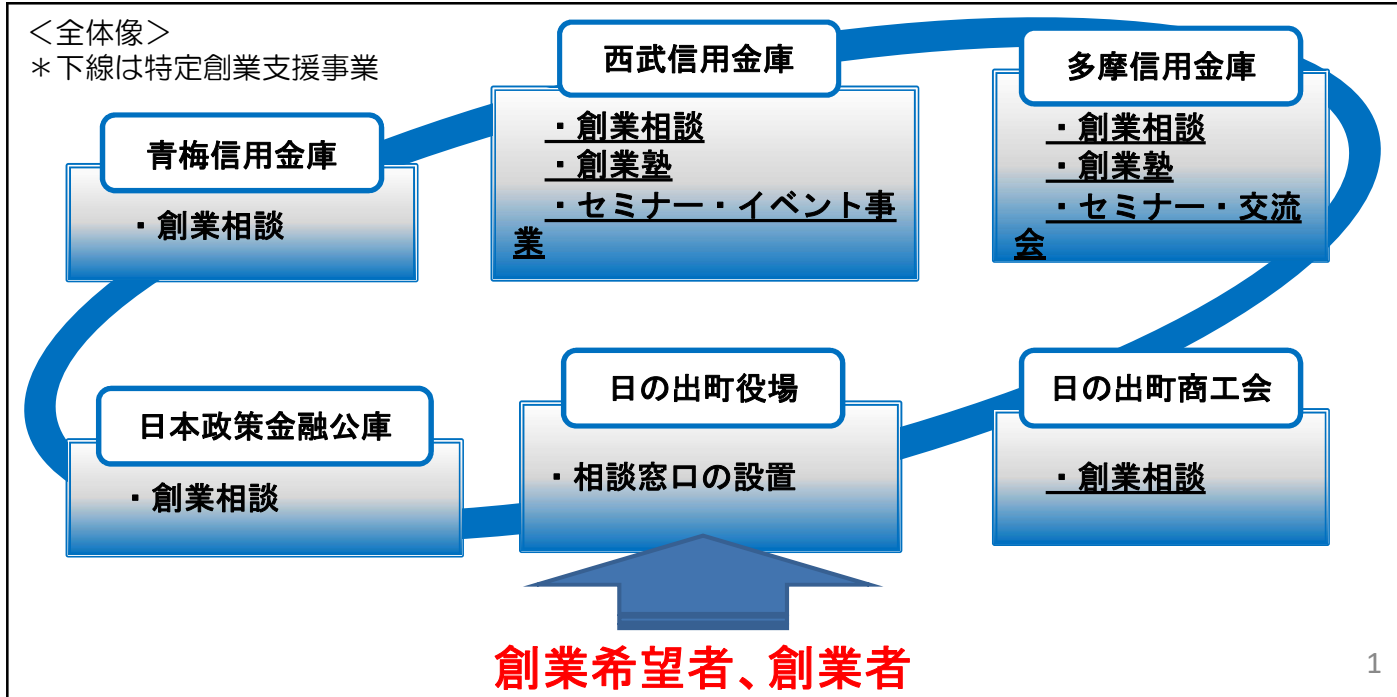 ＜全体像＞
＊下線は特定創業支援事業
西武信用金庫
・創業相談
・創業塾
・セミナー・イベント事
業
多摩信用金庫
・創業相談
・創業塾
・セミナー・交流
会
青梅信用金庫
・創業相談
日本政策金融公庫
・創業相談
日の出町役場
・相談窓口の設置
日の出町商工会
・創業相談
創業希望者、創業者
1